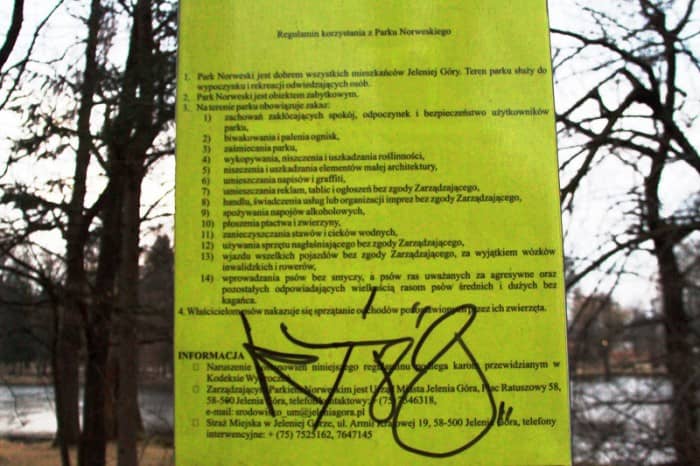 Regulamin korzystania z Parku Norweskiego
1. Park Norweski jest dobrem wszystkich mieszkańców Jeleniej Góry. Teren parku służy do
wypoczynku i rekreacji odwiedzających osób.
2. Park Norweski jest obiektem zabytkowym.
3. Na terenie parku obowiązuje zakaz:
1) zachowań zakłócających spokój, odpoczynek i bezpieczeństwo użytkowników
parku,
2) biwakowania i palenia ognisk,
3) zaśmiecania parku,
4) wykopywania, niszczenia i uszkadzania roślinności,
5) niszczenia i uszkadzania elementów małej architektury,
6) umieszczania napisów i graffiti,
7) umieszczania reklam, tablic i ogłoszeń bez zgody Zarządzającego,
8) handlu, świadczenia usług lub organizacji imprez bez zgody Zarządzającego,
9) spożywania napojów alkoholowych,
10) płoszenia ptactwa i zwierzyny,
11) zanieczyszczania stawów i cieków wodnych,
12) używania sprzętu nagłaśniającego bez zgody Zarządzającego,
13) wjazdu wszelkich pojazdów bez zgody Zarządzającego, za wyjątkiem wózków
inwalidzkich i rowerów,
14) wprowadzania psów bez smyczy, a psów ras uważanych za agresywne oraz
pozostałych odpowiadających wielkością rasom psów średnich i dużych bez
kagańca.
4. Właścicielom psów nakazuje się sprzątanie odchodów pozostawionych przez ich zwierzęta.
INFORMACJA
Naruszenie postanowień niniejszego regulaminu podlega karom przewidzianym w
Kodeksie Wykroczeń.
Zarządzającym Parkiem Norweskim jest Urząd Miasta Jelenia Góra, Plac Ratuszowy 58,
58-500 Jelenia Góra, telefon kontaktowy: + (75) 7546318,
e-mail: srodowisko_um@jeleniagora.pl
Straż Miejska w Jeleniej Górze, ul. Armii Krajowej 19, 58-500 Jelenia Góra, telefony
interwencyjne: + (75) 7525162, 7647145